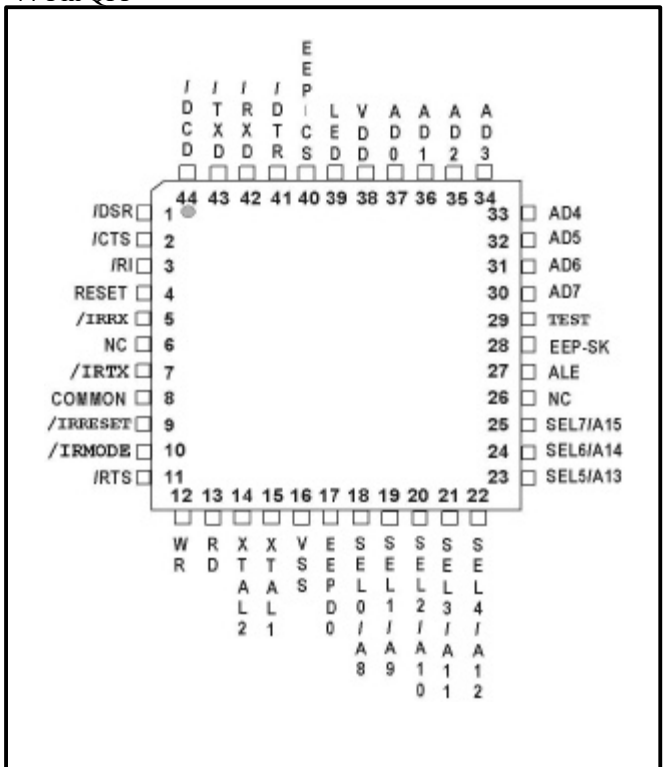 /DCD
/TXD
/RXD
/DTR
EEPICS
LED
VDD
AD0
AD1
AD2
AD3
44 43 42 41 40 39 38 37 36 35 34
/DSR 1 33 AD4
/CTS 2 32 AD5
/RI 3 31 AD6
RESET 4 30 AD7
/IRRX 5 29 TEST
NC 6 28 EEP-SK
/IRTX 7 27 ALE
COMMON 8 26 NC
/IRRESET 9 25 SEL7/A15
/IRMODE 10 24 SEL6/A14
/RTS 11 23 SEL5/A13
12 13 14 15 16 17 18 19 20 21 22
WR
RD
XTAL2
XTAL1
VSS
EEPD0
SEL0/A8
SEL1/A9
SEL2/A10
SEL3/A11
SEL4/A12